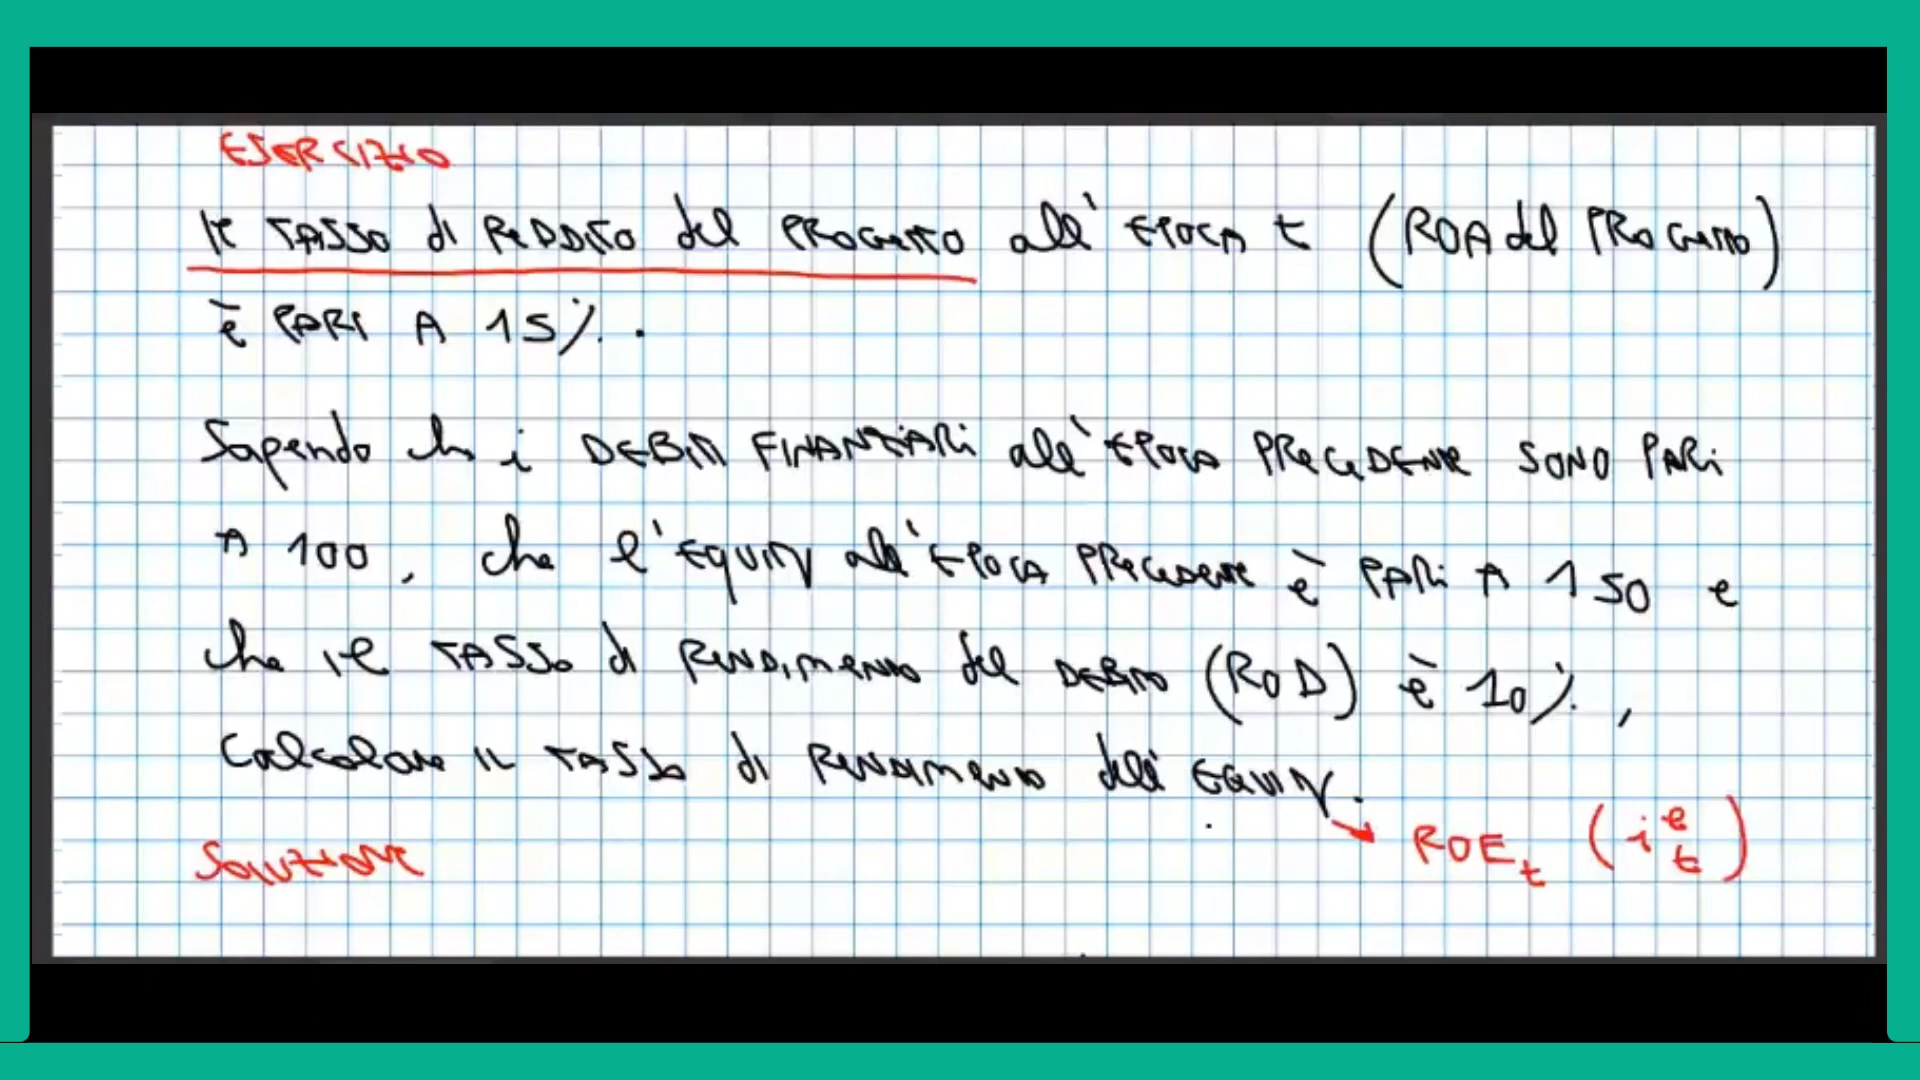 ESERCIZIO
Il TASSO di REDDITO del PROGETTO all'EPOCA t (ROA del PROGETTO)
è PARI A 15%.
Sapendo che i DEBITI FINANZIARI all'EPOCA PRECEDENTE SONO PARI
A 100, che l'EQUITY all'EPOCA PRECEDENTE è PARI A 150 e
che il TASSO di RENDIMENTO del DEBITO (ROD) è 10%,
Calcolare IL TASSO di RENDIMENTO dell'EQUITY.
ROEt (i e t)
SOLUZIONE